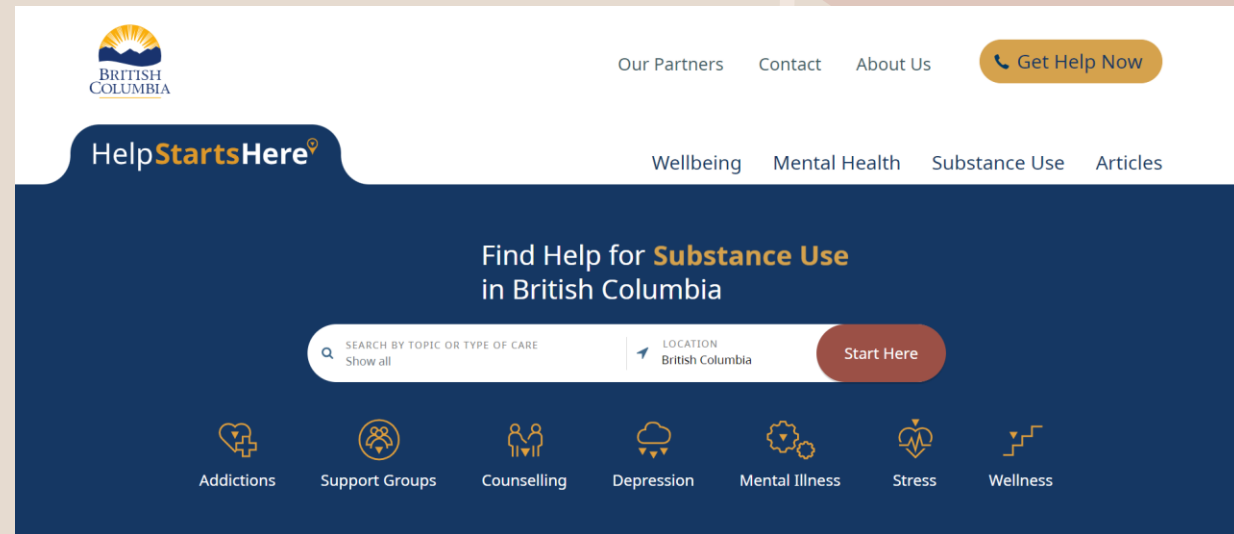 BRITISH
COLUMBIA
Our Partners Contact About Us Get Help Now
HelpStartsHere
Wellbeing Mental Health Substance Use Articles
Find Help for Substance Use
in British Columbia
SEARCH BY TOPIC OR TYPE OF CARE
Show all
LOCATION
British Columbia
Start Here
Addictions Support Groups Counselling Depression Mental Illness Stress Wellness